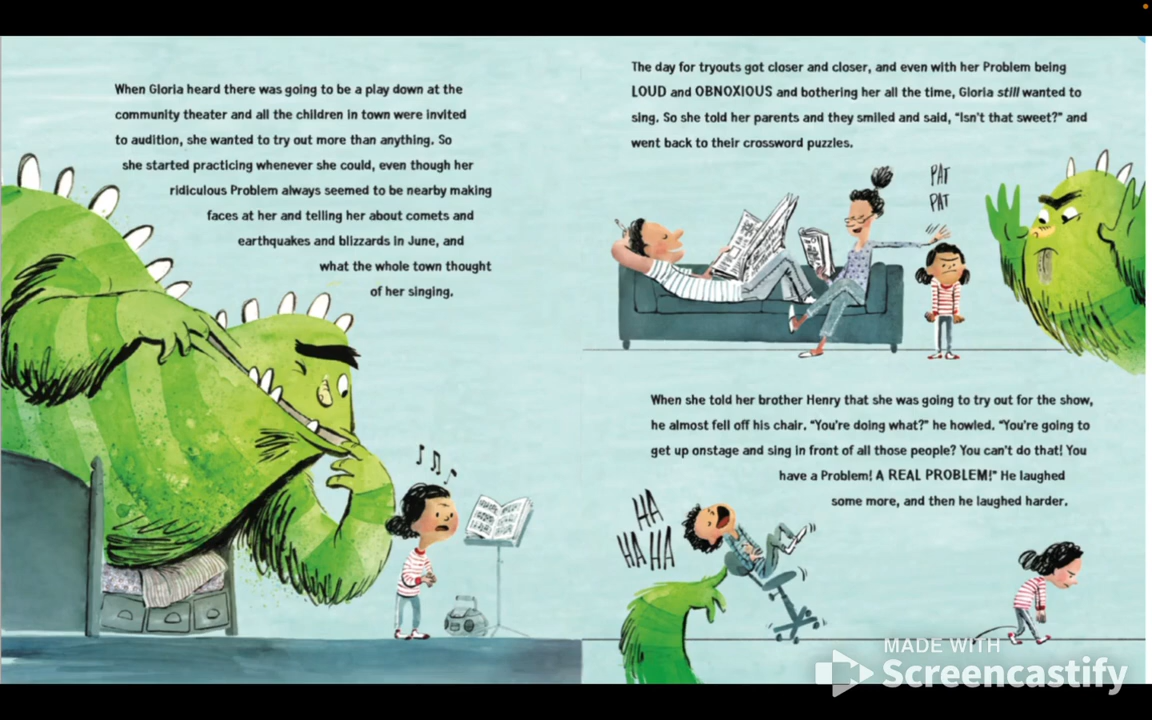 When Gloria heard there was going to be a play down at the
community theater and all the children in town were invited
to audition, she wanted to try out more than anything. So
she started practicing whenever she could, even though her
ridiculous Problem always seemed to be nearby making
faces at her and telling her about comets and
earthquakes and blizzards in June, and
what the whole town thought
of her singing.
The day for tryouts got closer and closer, and even with her Problem being
LOUD and OBNOXIOUS and bothering her all the time, Gloria still wanted to
sing. So she told her parents and they smiled and said, "Isn't that sweet?" and
went back to their crossword puzzles.
PAT
PAT
When she told her brother Henry that she was going to try out for the show,
he almost fell off his chair. "You're doing what?" he howled. "You're going to
get up onstage and sing in front of all those people? You can't do that! You
have a Problem! A REAL PROBLEM!" He laughed
some more, and then he laughed harder.
HA
HA HA
MADE WITH
Screencastify